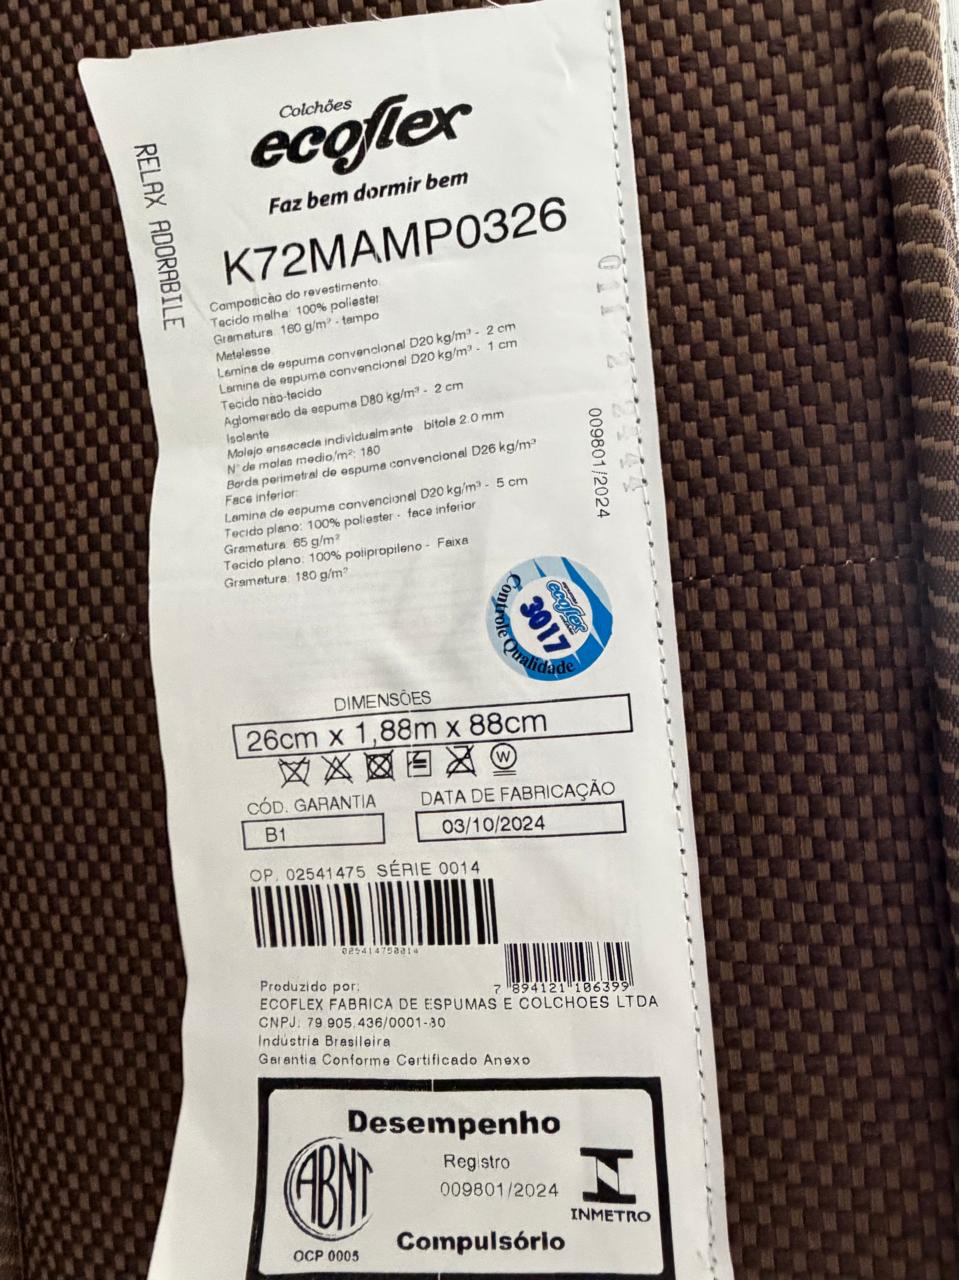 Colchões
ecoflex
Faz bem dormir bem
RELAX ADORABILE
K72MAMP0326
Composição do revestimento:
Tecido malha: 100% poliester
Gramatura: 160 g/m² - tampo
Metalasse:
Lamina de espuma convencional D20 kg/m³ - 2 cm
Lamina de espuma convencional D20 kg/m³ - 1 cm
Tecido não-tecido
Aglomerado de espuma D80 kg/m³ - 2 cm
Isolante
Molejo ensacada individualmante bitola 2.0 mm
N° de molas medio/m²: 180
Borda perimetral de espuma convencional D26 kg/m³
Face inferior:
Lamina de espuma convencional D20 kg/m³ - 5 cm
Tecido plano: 100% poliester - face inferior
Gramatura: 65 g/m²
Tecido plano: 100% polipropileno - Faixa
Gramatura: 180 g/m²
009801/2024
ecoflex
3017
Controle Qualidade
DIMENSÕES
26cm x 1,88m x 88cm
W
CÓD. GARANTIA
DATA DE FABRICAÇÃO
B1
03/10/2024
OP. 02541475 SÉRIE 0014
025414750014
7 894121 106399
Produzido por:
ECOFLEX FABRICA DE ESPUMAS E COLCHOES LTDA
CNPJ: 79.905.436/0001-30
Indústria Brasileira
Garantia Conforme Certificado Anexo
Desempenho
ABNT
Registro
009801/2024
INMETRO
Compulsório
OCP 0005